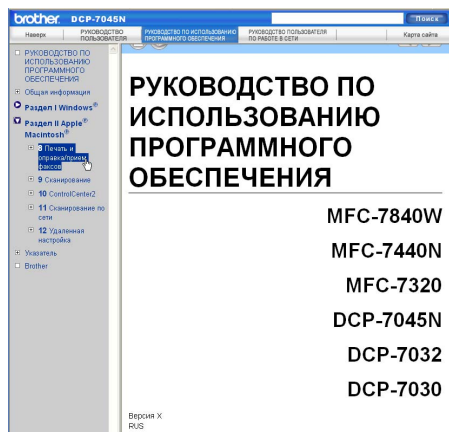 brother DCP-7045N Поиск
Наверх РУКОВОДСТВО ПОЛЬЗОВАТЕЛЯ РУКОВОДСТВО ПО ИСПОЛЬЗОВАНИЮ ПРОГРАММНОГО ОБЕСПЕЧЕНИЯ РУКОВОДСТВО ПОЛЬЗОВАТЕЛЯ ПО РАБОТЕ В СЕТИ Карта сайта
РУКОВОДСТВО ПО
ИСПОЛЬЗОВАНИЮ
ПРОГРАММНОГО
ОБЕСПЕЧЕНИЯ
Общая информация
Раздел I Windows®
Раздел II Apple®
Macintosh®
8 Печать и
оправка/прием
факсов
9 Сканирование
10 ControlCenter2
11 Сканирование по
сети
12 Удаленная
настройка
Указатель
Brother
РУКОВОДСТВО ПО
ИСПОЛЬЗОВАНИЮ
ПРОГРАММНОГО
ОБЕСПЕЧЕНИЯ
MFC-7840W
MFC-7440N
MFC-7320
DCP-7045N
DCP-7032
DCP-7030
Версия X
RUS